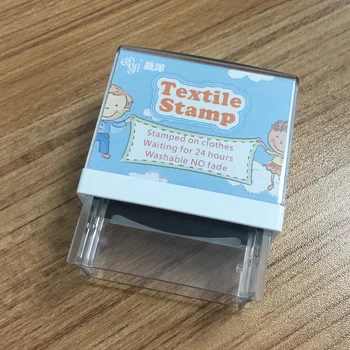 Textile
Stamp
Stamped on clothes
Waiting for 24 hours
Washable NO fade